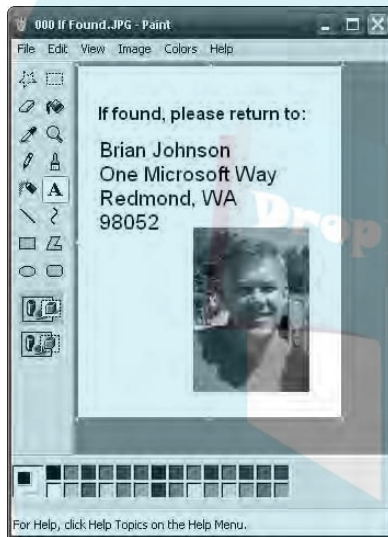 000 If Found.JPG - Paint
File Edit View Image Colors Help
A
If found, please return to:
Brian Johnson
One Microsoft Way
Redmond, WA
98052
Drop
For Help, click Help Topics on the Help Menu.